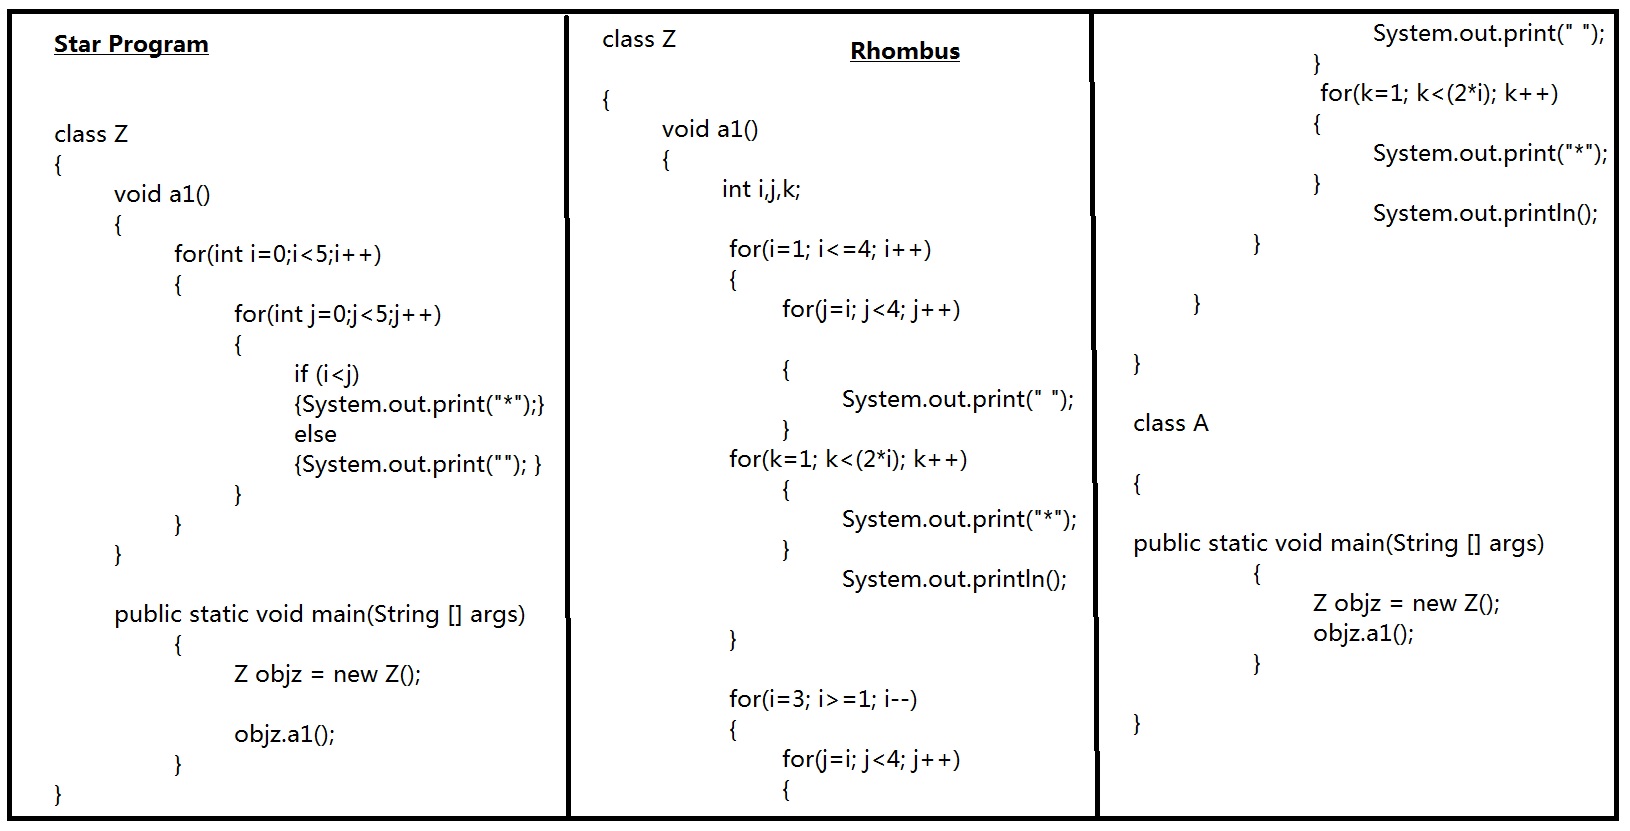 Star Program
class Z
{
void a1()
{
for(int i=0;i<5;i++)
{
for(int j=0;j<5;j++)
{
if (i<j)
{System.out.print("*");}
else
{System.out.print(""); }
}
}
}
public static void main(String [] args)
{
Z objz = new Z();
objz.a1();
}
}
class Z
Rhombus
{
void a1()
{
int i,j,k;
for(i=1; i<=4; i++)
{
for(j=i; j<4; j++)
{
System.out.print(" ");
}
for(k=1; k<(2*i); k++)
{
System.out.print("*");
}
System.out.println();
}
for(i=3; i>=1; i--)
{
for(j=i; j<4; j++)
{
System.out.print(" ");
}
for(k=1; k<(2*i); k++)
{
System.out.print("*");
}
System.out.println();
}
}
}
class A
{
public static void main(String [] args)
{
Z objz = new Z();
objz.a1();
}
}